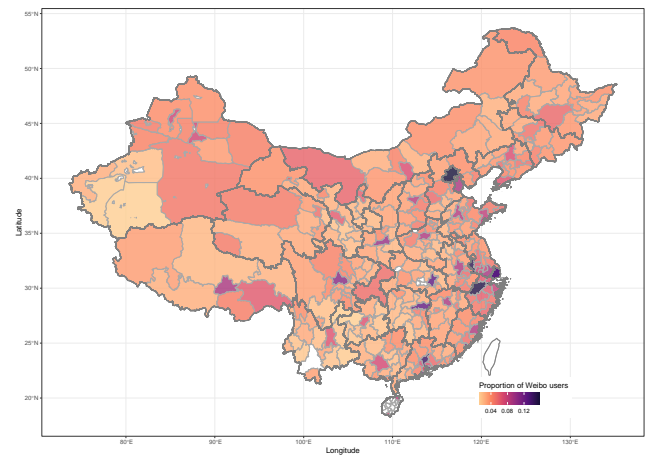 55°N
50°N
45°N
40°N
35°N
30°N
25°N
20°N
Latitude
Proportion of Weibo users
0.04 0.08 0.12
80°E 90°E 100°E 110°E 120°E 130°E
Longitude